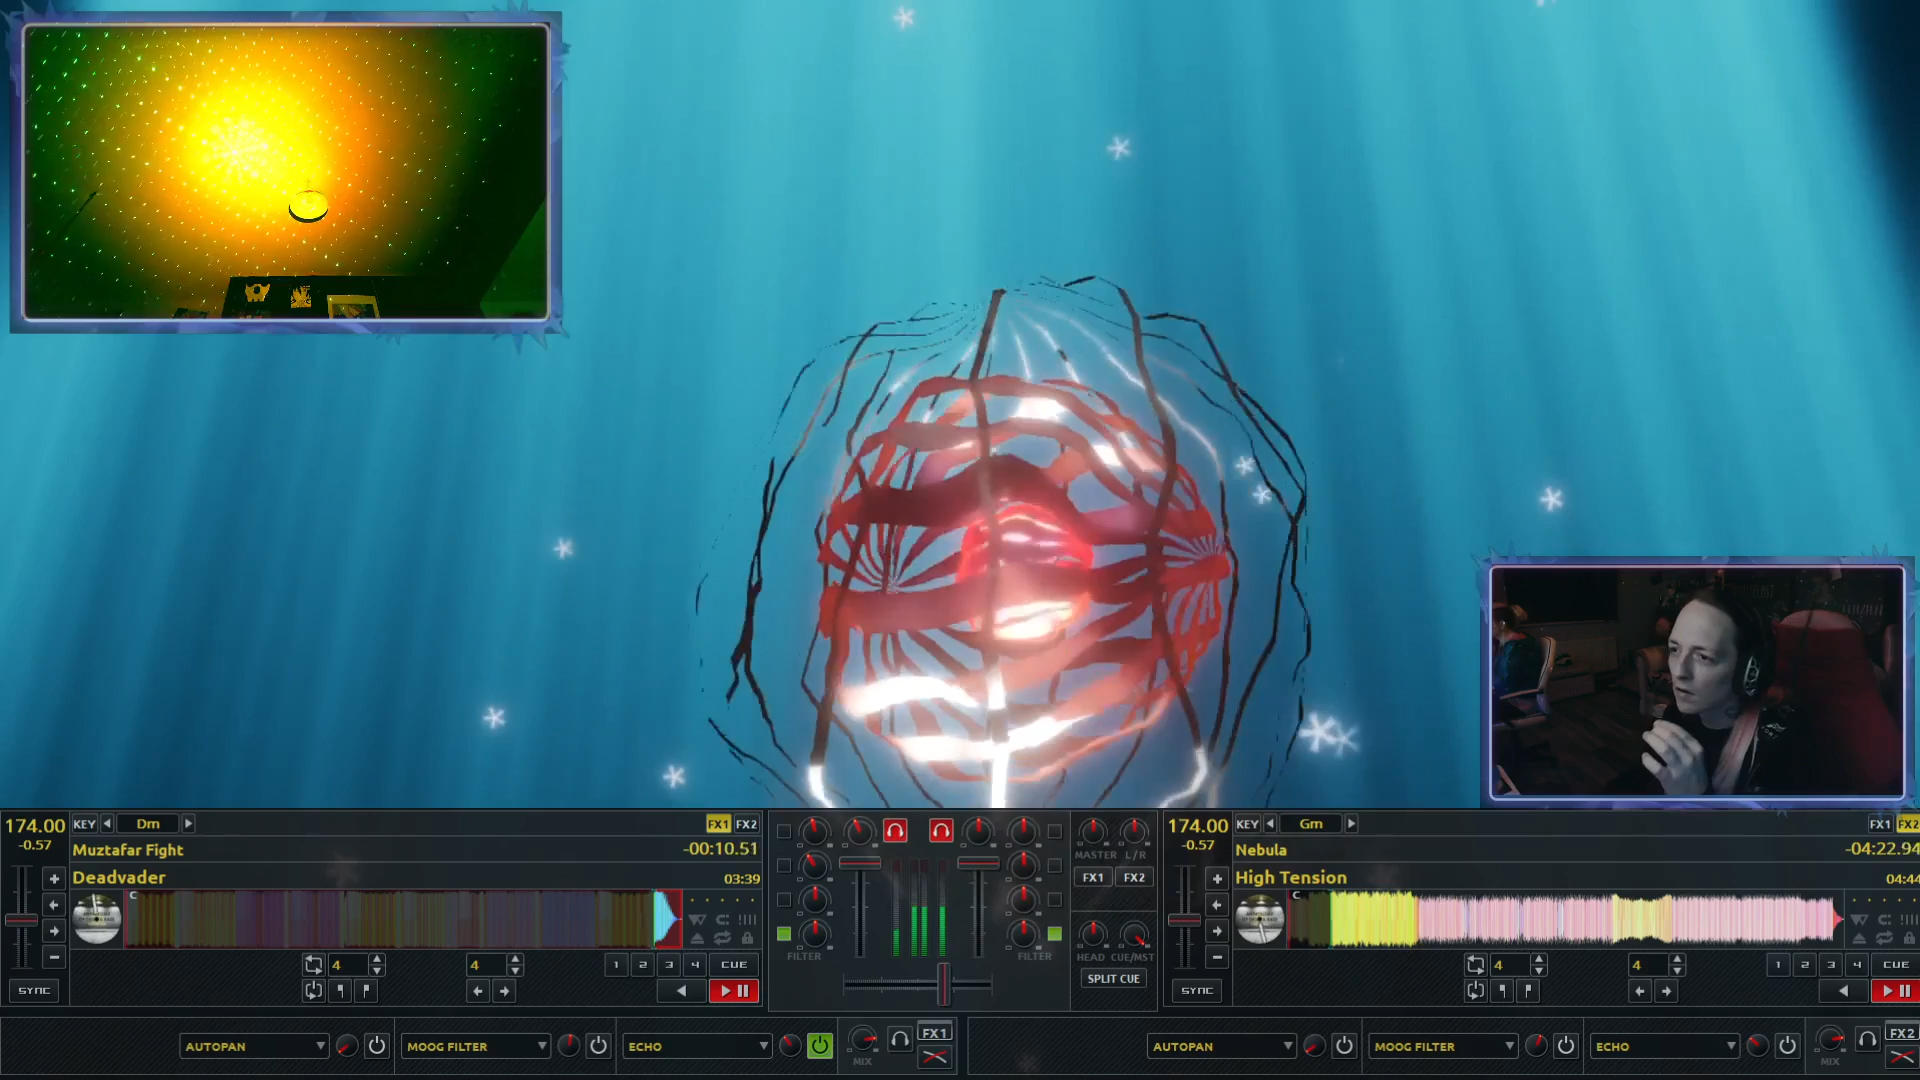 174.00 KEY Dm FX1 FX2
-0.57 Muztafar Fight -00:10.51
Deadvader 03:39
C
4 4 1 2 3 4 CUE
SYNC
FILTER FILTER
MASTER L/R
FX1 FX2
HEAD CUE/MST
SPLIT CUE
174.00 KEY Gm FX1 FX2
-0.57 Nebula -04:22.94
High Tension 04:44
C
4 4 1 2 3 4 CUE
SYNC
AUTOPAN MOOG FILTER ECHO MIX FX1
AUTOPAN MOOG FILTER ECHO MIX FX2